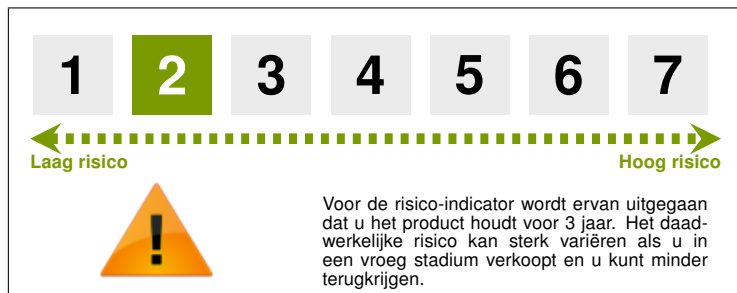 1 2 3 4 5 6 7
Laag risico Hoog risico
!
Voor de risico-indicator wordt ervan uitgegaan
dat u het product houdt voor 3 jaar. Het daad-
werkelijke risico kan sterk variëren als u in
een vroeg stadium verkoopt en u kunt minder
terugkrijgen.